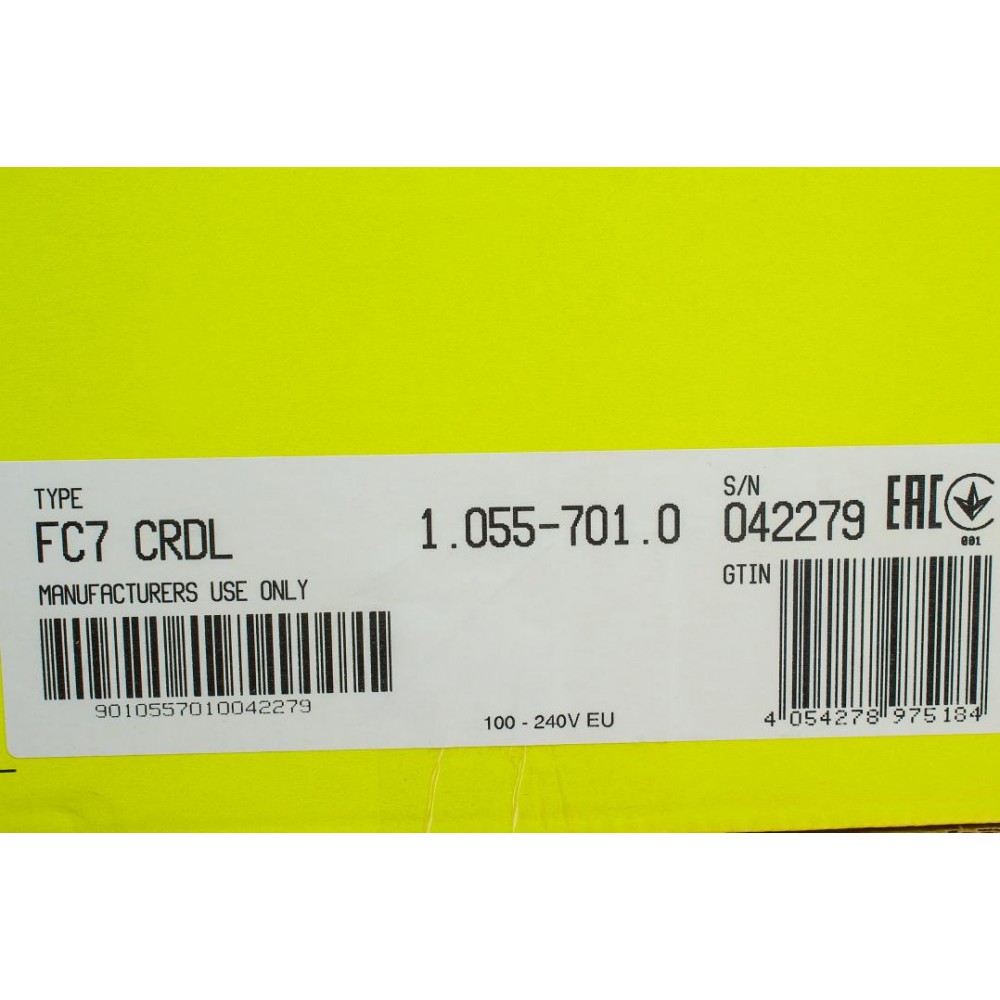 TYPE
FC7 CRDL
1.055-701.0
S/N
042279
EAC
001
MANUFACTURERS USE ONLY
GTIN
9010557010042279
100 - 240V EU
4 054278 975184